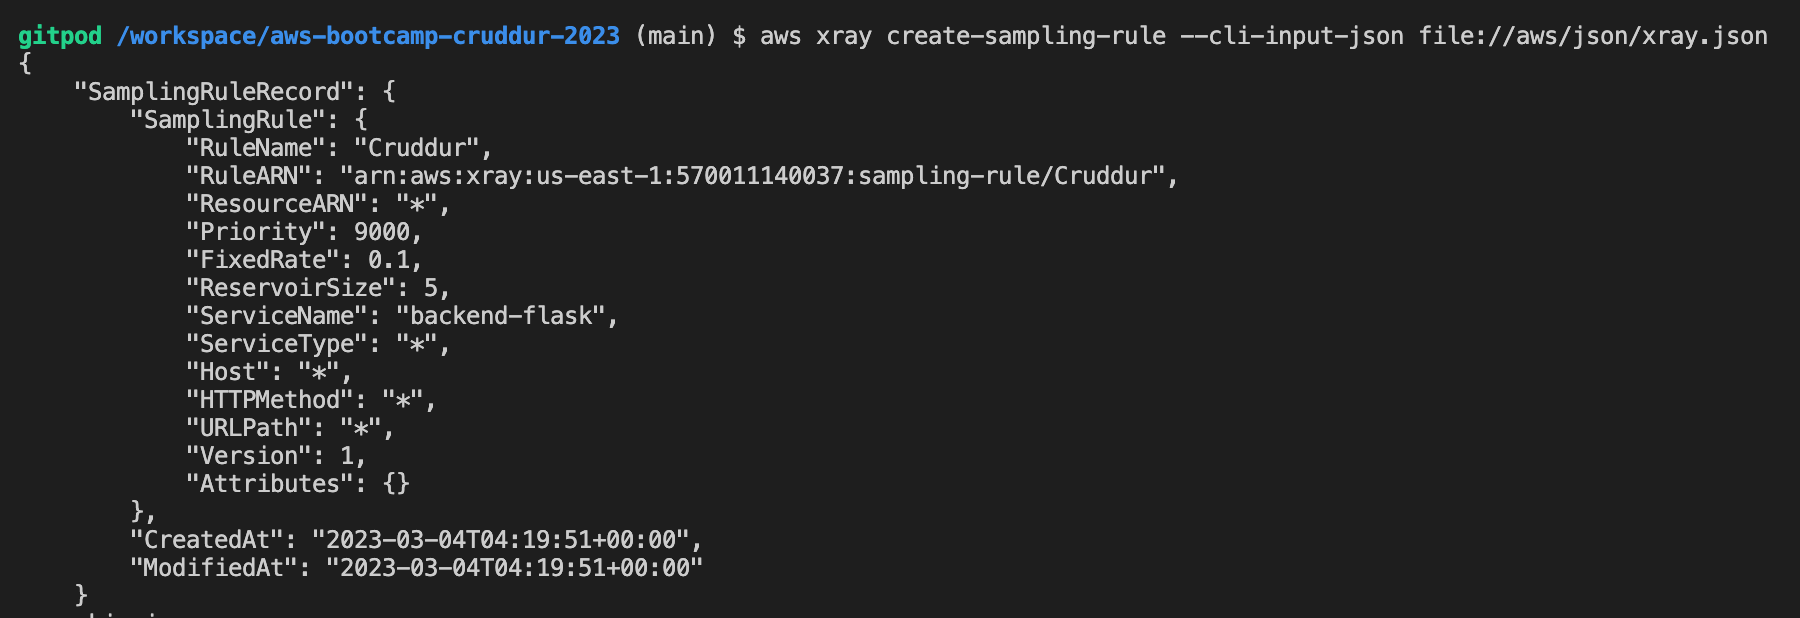 gitpod /workspace/aws-bootcamp-cruddur-2023 (main) $ aws xray create-sampling-rule --cli-input-json file://aws/json/xray.json
{
    "SamplingRuleRecord": {
        "SamplingRule": {
            "RuleName": "Cruddur",
            "RuleARN": "arn:aws:xray:us-east-1:570011140037:sampling-rule/Cruddur",
            "ResourceARN": "*",
            "Priority": 9000,
            "FixedRate": 0.1,
            "ReservoirSize": 5,
            "ServiceName": "backend-flask",
            "ServiceType": "*",
            "Host": "*",
            "HTTPMethod": "*",
            "URLPath": "*",
            "Version": 1,
            "Attributes": {}
        },
        "CreatedAt": "2023-03-04T04:19:51+00:00",
        "ModifiedAt": "2023-03-04T04:19:51+00:00"
    }